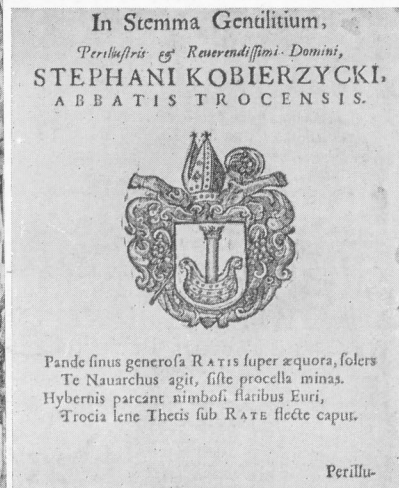 In Stemma Gentilitium,
Perillustris & Reuerendissimi Domini,
STEPHANI KOBIERZYCKI,
ABBATIS TROCENSIS.
Pande sinus generosa RATIS super æquora, solers
Te Nauarchus agit, siste procella minas.
Hybernis parcant nimbosi flatibus Euri,
Trocia lene Thetis sub RATE flecte caput.
Perillu-